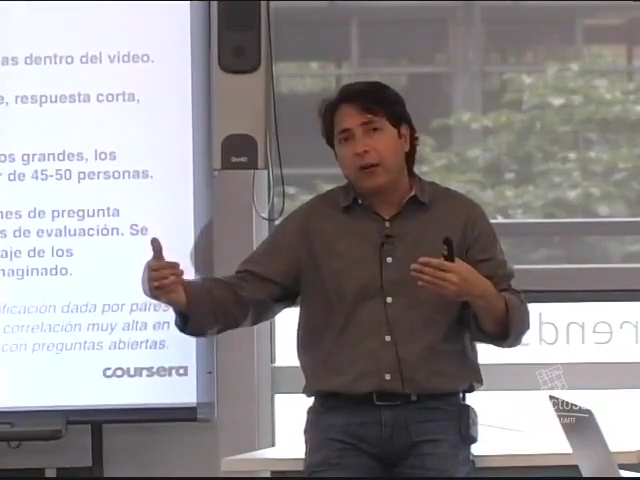 as dentro del video.
e, respuesta corta,
os grandes, los
r de 45-50 personas.
nes de pregunta
s de evaluación. Se
aje de los
maginado.
ificación dada por pares
correlación muy alta en
con preguntas abiertas.
coursera